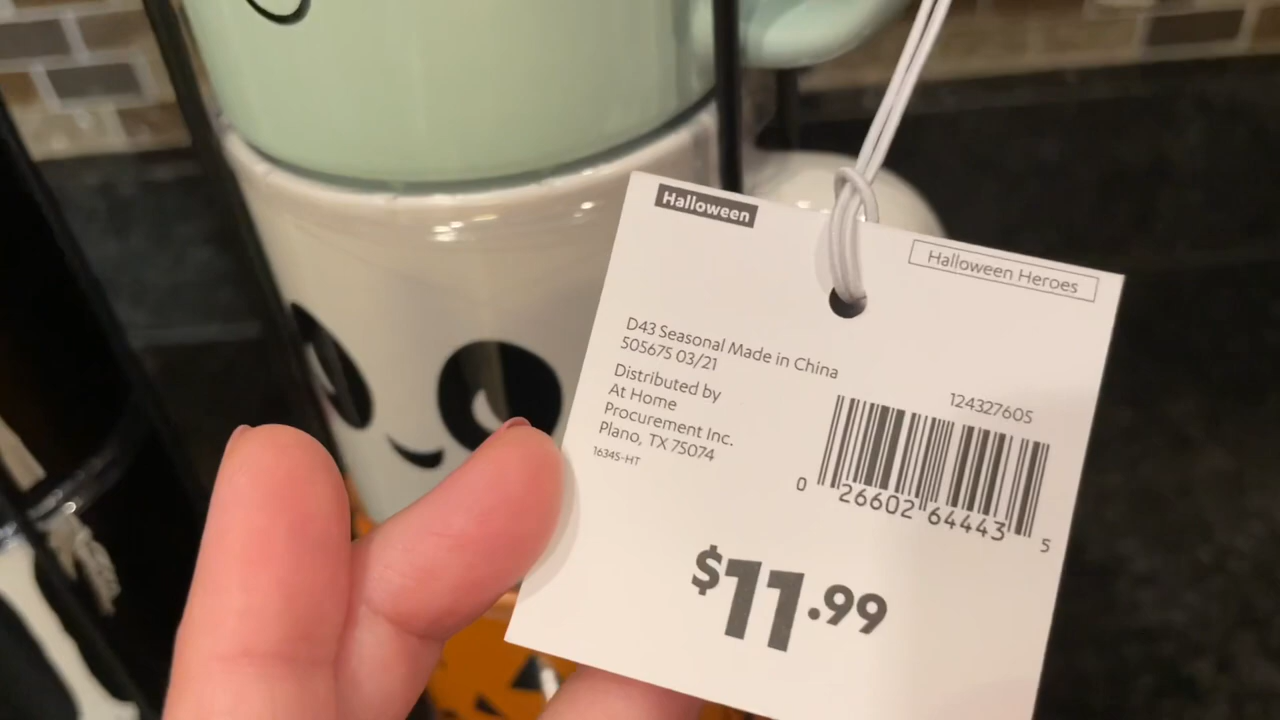 Halloween
Halloween Heroes
D43 Seasonal Made in China
505675 03/21
Distributed by
At Home
Procurement Inc.
Plano, TX 75074
16345-HT
124327605
0 26602 64443 5
$11.99